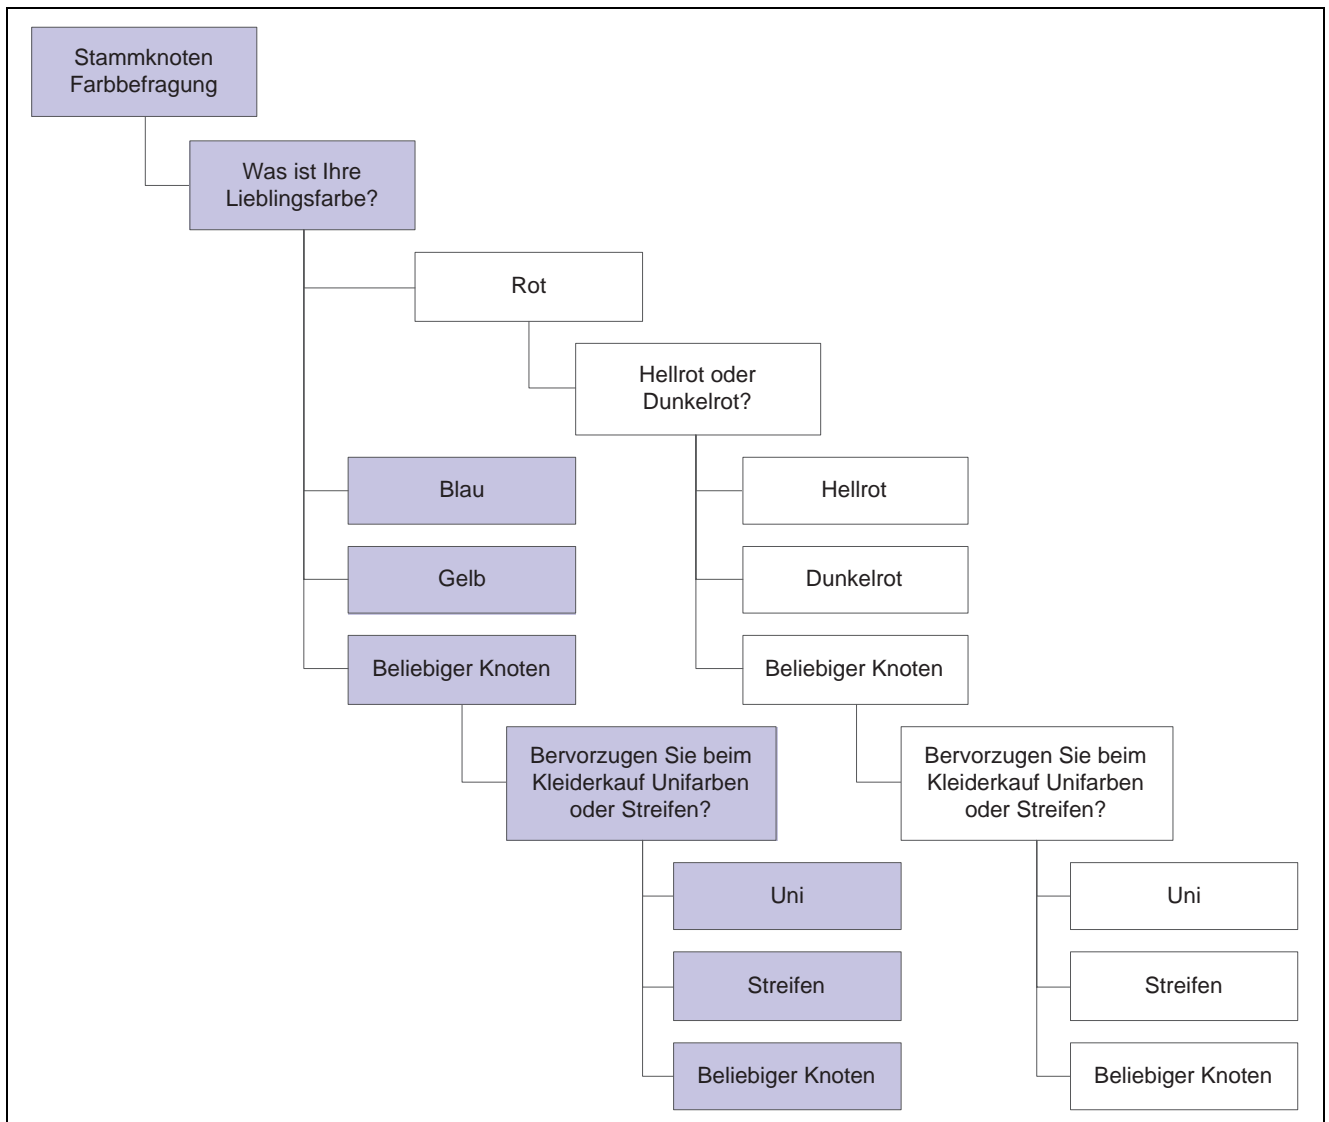 Stammknoten
Farbbefragung
Was ist Ihre
Lieblingsfarbe?
Rot
Hellrot oder
Dunkelrot?
Blau
Hellrot
Gelb
Dunkelrot
Beliebiger Knoten
Beliebiger Knoten
Bervorzugen Sie beim
Kleiderkauf Unifarben
oder Streifen?
Bervorzugen Sie beim
Kleiderkauf Unifarben
oder Streifen?
Uni
Uni
Streifen
Streifen
Beliebiger Knoten
Beliebiger Knoten